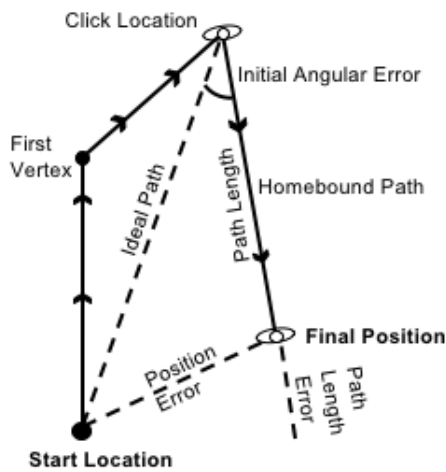 Click Location
Initial Angular Error
First
Vertex
Ideal Path
Path Length
Homebound Path
Position
Error
Final Position
Path
Length
Error
Start Location